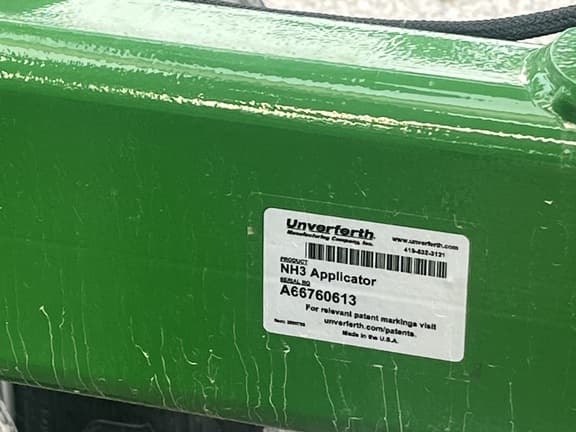 Unverferth
Manufacturing Company, Inc.
www.unverferth.com
419-532-3121
PRODUCT
NH3 Applicator
SERIAL NO
A66760613
For relevant patent markings visit
unverferth.com/patents.
Made in the U.S.A.